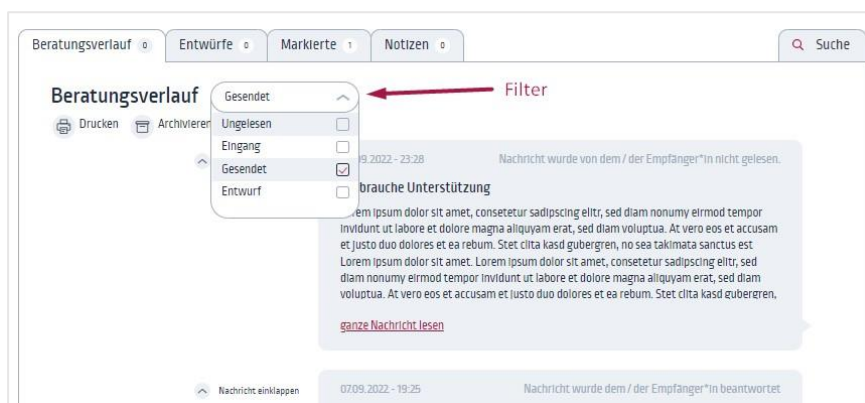 Beratungsverlauf 0 Entwürfe 0 Markierte 1 Notizen 0 Suche
Beratungsverlauf Gesendet Filter
Drucken Archivieren
Ungelesen
Eingang
Gesendet
Entwurf
09.2022 - 23:28 Nachricht wurde von dem / der Empfänger*in nicht gelesen.
brauche Unterstützung
ipsum dolor sit amet, consetetur sadipscing elitr, sed diam nonumy eirmod tempor
invidunt ut labore et dolore magna aliquyam erat, sed diam voluptua. At vero eos et accusam
et justo duo dolores et ea rebum. Stet clita kasd gubergren, no sea takimata sanctus est
Lorem ipsum dolor sit amet. Lorem ipsum dolor sit amet, consetetur sadipscing elitr, sed
diam nonumy eirmod tempor invidunt ut labore et dolore magna aliquyam erat, sed diam
voluptua. At vero eos et accusam et justo duo dolores et ea rebum. Stet clita kasd gubergren,
ganze Nachricht lesen
Nachricht einklappen 07.09.2022 - 19:25 Nachricht wurde dem / der Empfänger*in beantwortet